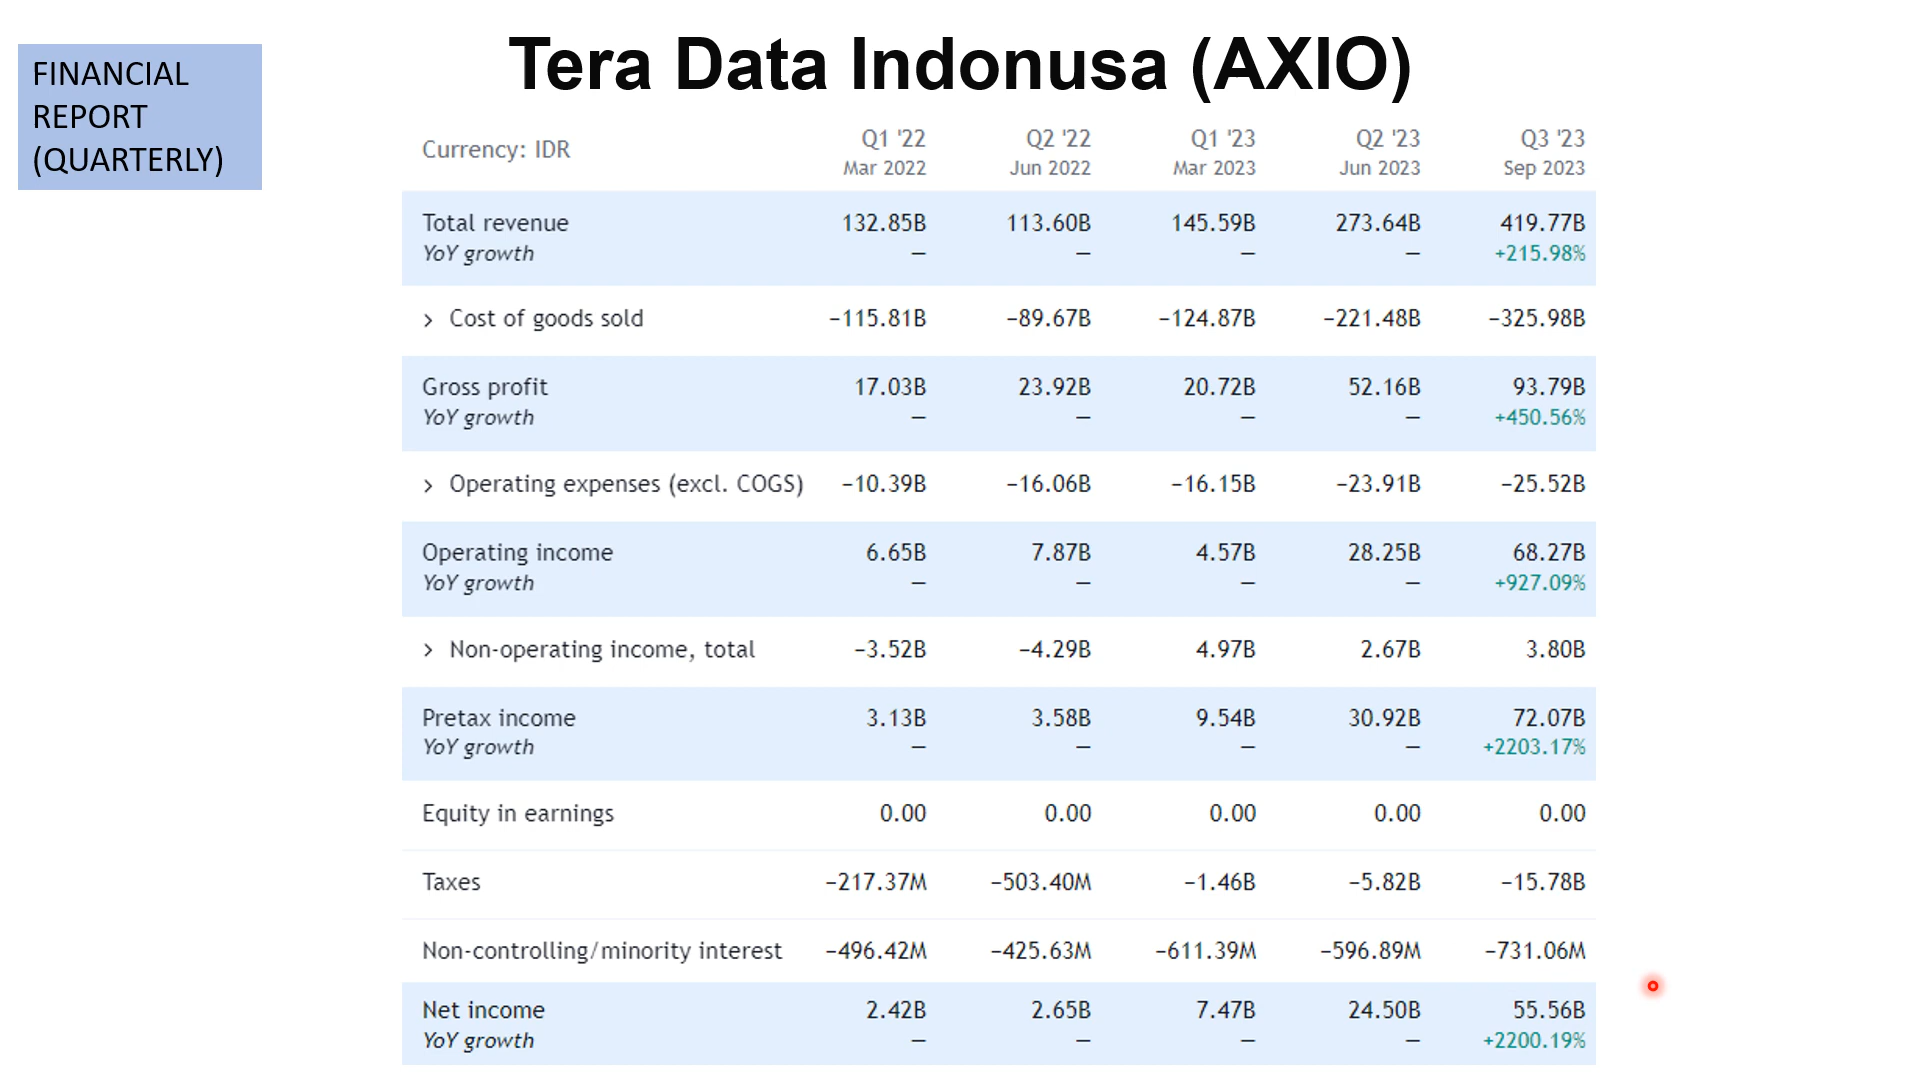 FINANCIAL
REPORT
(QUARTERLY)
Tera Data Indonusa (AXIO)
Currency: IDR Q1 '22 Q2 '22 Q1 '23 Q2 '23 Q3 '23
Mar 2022 Jun 2022 Mar 2023 Jun 2023 Sep 2023
Total revenue 132.85B 113.60B 145.59B 273.64B 419.77B
YoY growth — — — — +215.98%
› Cost of goods sold −115.81B −89.67B −124.87B −221.48B −325.98B
Gross profit 17.03B 23.92B 20.72B 52.16B 93.79B
YoY growth — — — — +450.56%
› Operating expenses (excl. COGS) −10.39B −16.06B −16.15B −23.91B −25.52B
Operating income 6.65B 7.87B 4.57B 28.25B 68.27B
YoY growth — — — — +927.09%
› Non-operating income, total −3.52B −4.29B 4.97B 2.67B 3.80B
Pretax income 3.13B 3.58B 9.54B 30.92B 72.07B
YoY growth — — — — +2203.17%
Equity in earnings 0.00 0.00 0.00 0.00 0.00
Taxes −217.37M −503.40M −1.46B −5.82B −15.78B
Non-controlling/minority interest −496.42M −425.63M −611.39M −596.89M −731.06M
Net income 2.42B 2.65B 7.47B 24.50B 55.56B
YoY growth — — — — +2200.19%